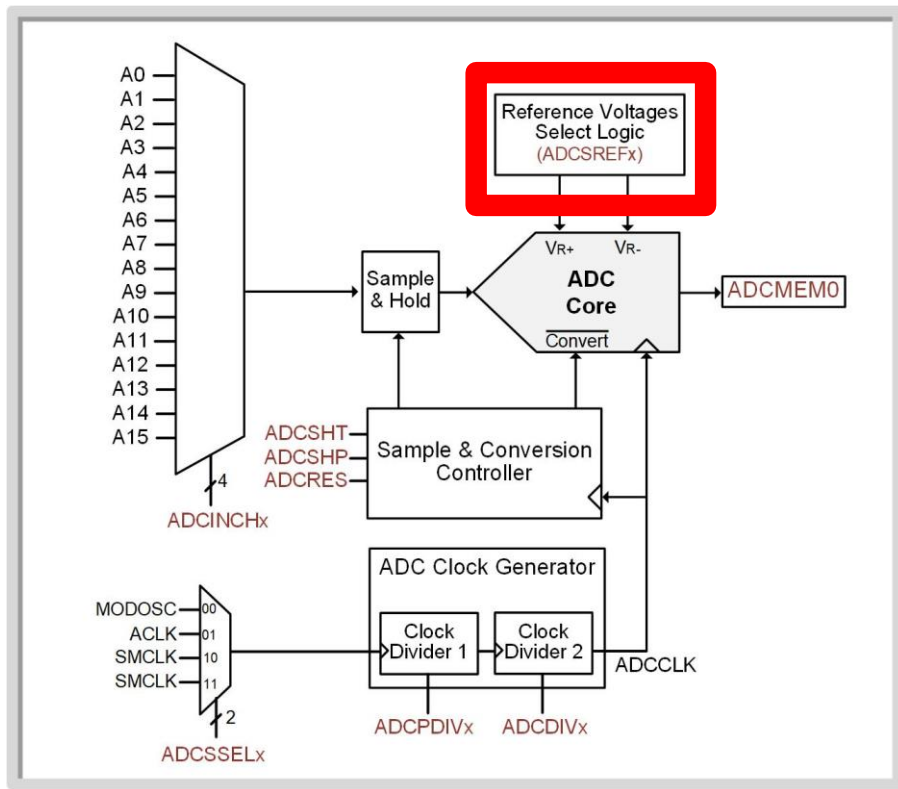 A0
A1
A2
A3
A4
A5
A6
A7
A8
A9
A10
A11
A12
A13
A14
A15
4
ADCINCHx
Reference Voltages
Select Logic
(ADCSREFx)
VR+ VR-
Sample
& Hold
ADC
Core
Convert
ADCMEM0
ADCSHT
ADCSHP
ADCRES
Sample & Conversion
Controller
ADC Clock Generator
MODOSC 00
ACLK 01
SMCLK 10
SMCLK 11
2
ADCSSELx
Clock
Divider 1
Clock
Divider 2
ADCCLK
ADCPDIVx
ADCDIVx